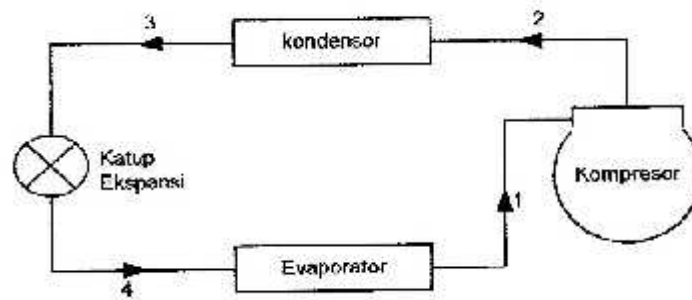 3
kondensor
2
Katup
Ekspansi
Kompresor
1
Evaporator
4